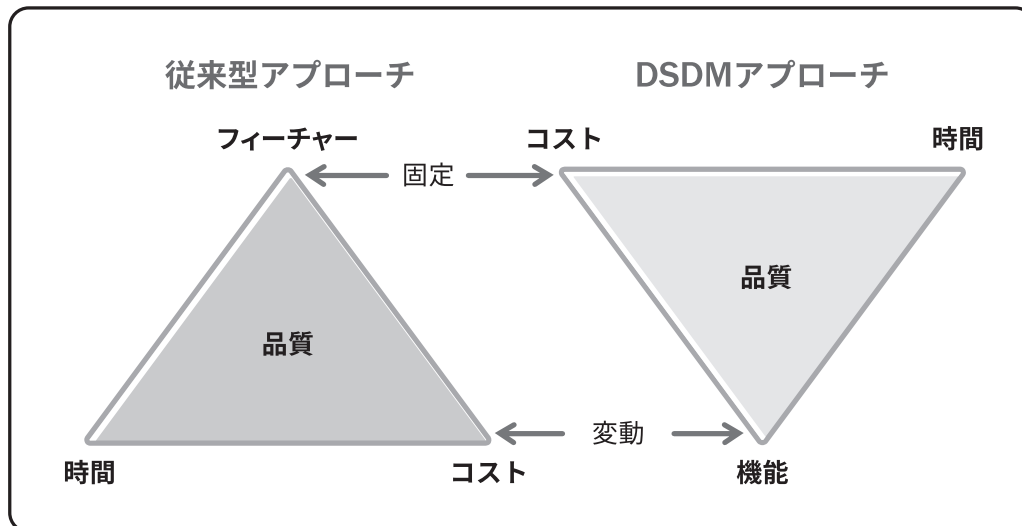 従来型アプローチ
DSDMアプローチ
フィーチャー
コスト
時間
固定
品質
品質
変動
時間
コスト
機能